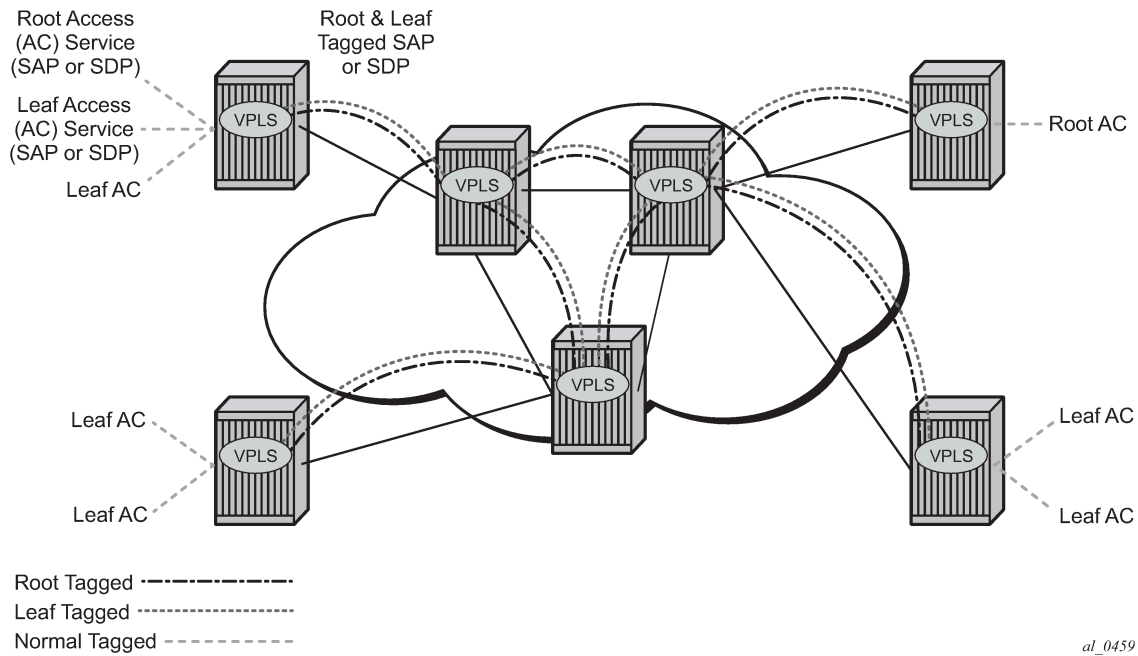 Root Access
(AC) Service
(SAP or SDP)
Root & Leaf
Tagged SAP
or SDP
Leaf Access
(AC) Service
(SAP or SDP)
Leaf AC
VPLS
VPLS
VPLS
VPLS
Root AC
VPLS
Leaf AC
Leaf AC
VPLS
VPLS
Leaf AC
Leaf AC
Root Tagged
Leaf Tagged
Normal Tagged
al_0459